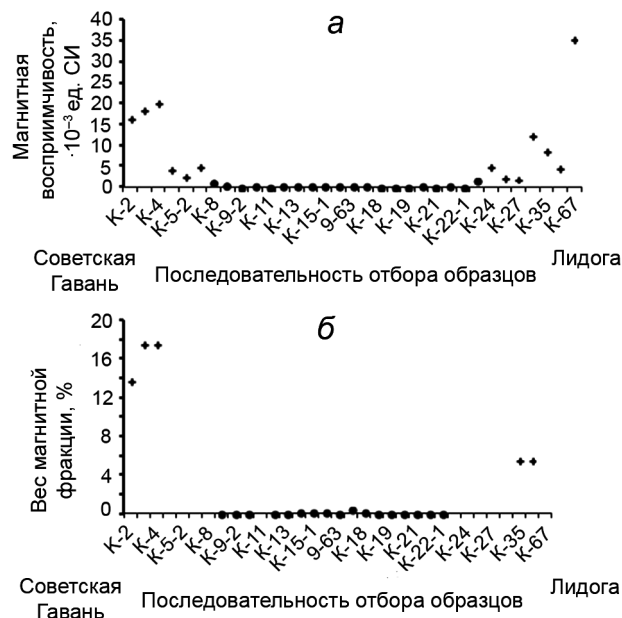 а
Магнитная
восприимчивость,
·10⁻³ ед. СИ
40
35
30
25
20
15
10
5
0
К-2
К-4
К-5-2
К-8
К-9-2
К-11
К-13
К-15-1
9-63
К-18
К-19
К-21
К-22-1
К-24
К-27
К-35
К-67
Советская
Гавань
Последовательность отбора образцов
Лидога
б
Вес магнитной
фракции, %
20
16
12
8
4
0
К-2
К-4
К-5-2
К-8
К-9-2
К-11
К-13
К-15-1
9-63
К-18
К-19
К-21
К-22-1
К-24
К-27
К-35
К-67
Советская
Гавань
Последовательность отбора образцов
Лидога